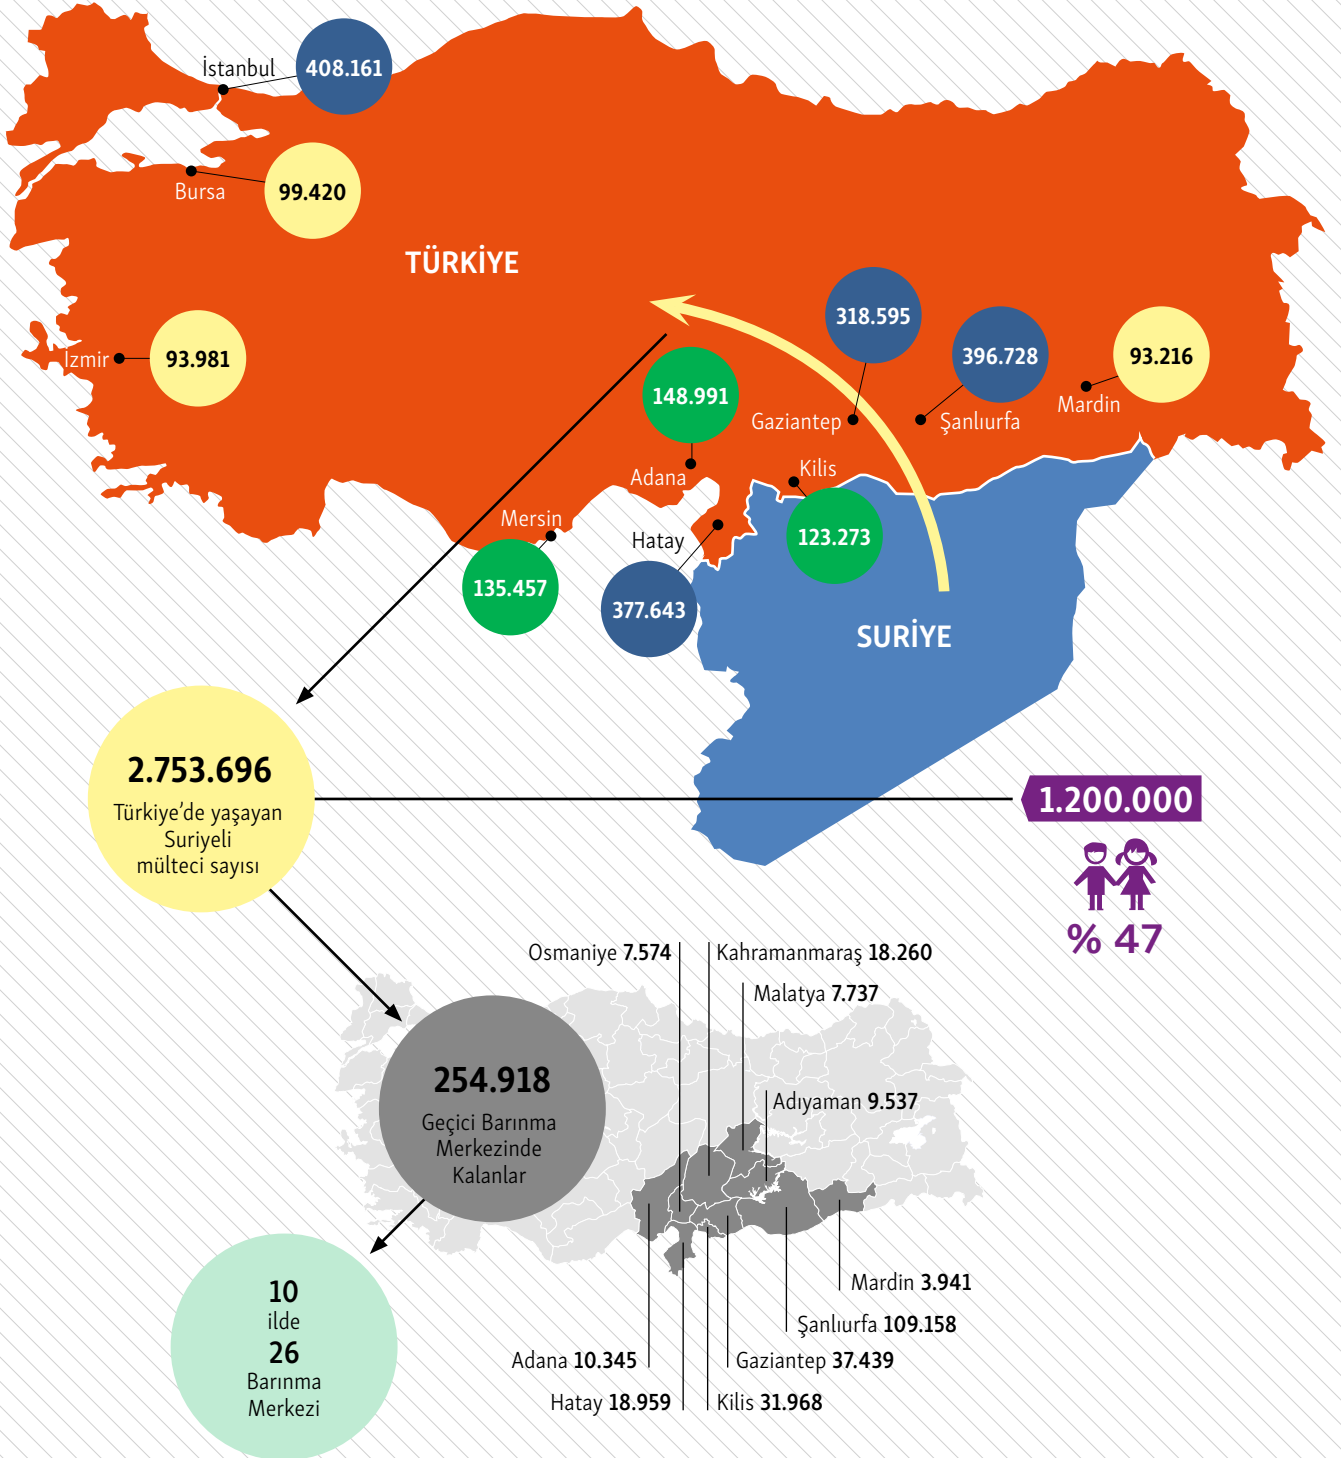 İstanbul
408.161
Bursa
99.420
TÜRKİYE
318.595
396.728
93.216
İzmir
93.981
148.991
Gaziantep
Şanlıurfa
Mardin
Adana
Kilis
Mersin
Hatay
123.273
135.457
377.643
SURİYE
2.753.696
Türkiye’de yaşayan
Suriyeli
mülteci sayısı
1.200.000
% 47
Osmaniye 7.574
Kahramanmaraş 18.260
Malatya 7.737
254.918
Geçici Barınma
Merkezinde
Kalanlar
Adıyaman 9.537
10
ilde
26
Barınma
Merkezi
Mardin 3.941
Şanlıurfa 109.158
Adana 10.345
Gaziantep 37.439
Hatay 18.959
Kilis 31.968